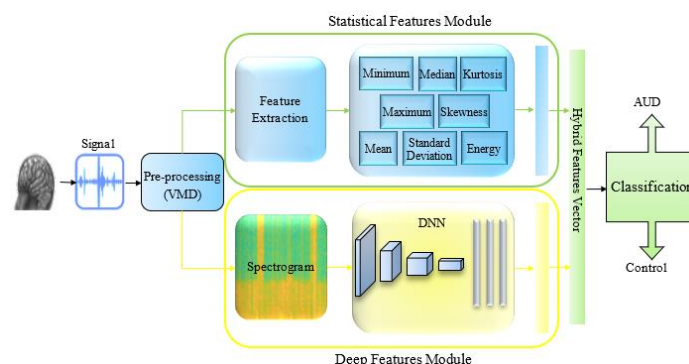 Statistical Features Module
Feature
Extraction
Minimum
Median
Kurtosis
Maximum
Skewness
Mean
Standard
Deviation
Energy
Signal
Pre-processing
(VMD)
Spectrogram
DNN
Deep Features Module
Hybrid Features Vector
AUD
Classification
Control